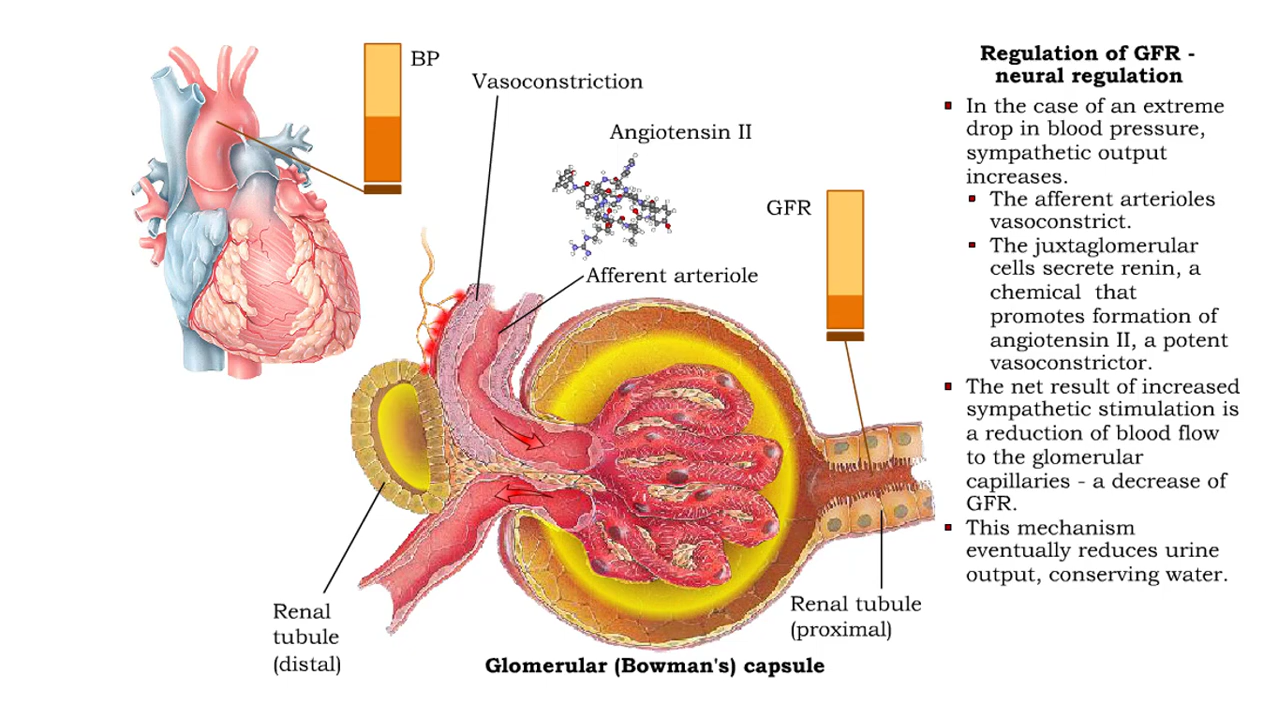 BP
Vasoconstriction
Angiotensin II
GFR
Afferent arteriole
Renal
tubule
(distal)
Renal tubule
(proximal)
Glomerular (Bowman's) capsule
Regulation of GFR -
neural regulation
In the case of an extreme
drop in blood pressure,
sympathetic output
increases.
The afferent arterioles
vasoconstrict.
The juxtaglomerular
cells secrete renin, a
chemical that
promotes formation of
angiotensin II, a potent
vasoconstrictor.
The net result of increased
sympathetic stimulation is
a reduction of blood flow
to the glomerular
capillaries - a decrease of
GFR.
This mechanism
eventually reduces urine
output, conserving water.